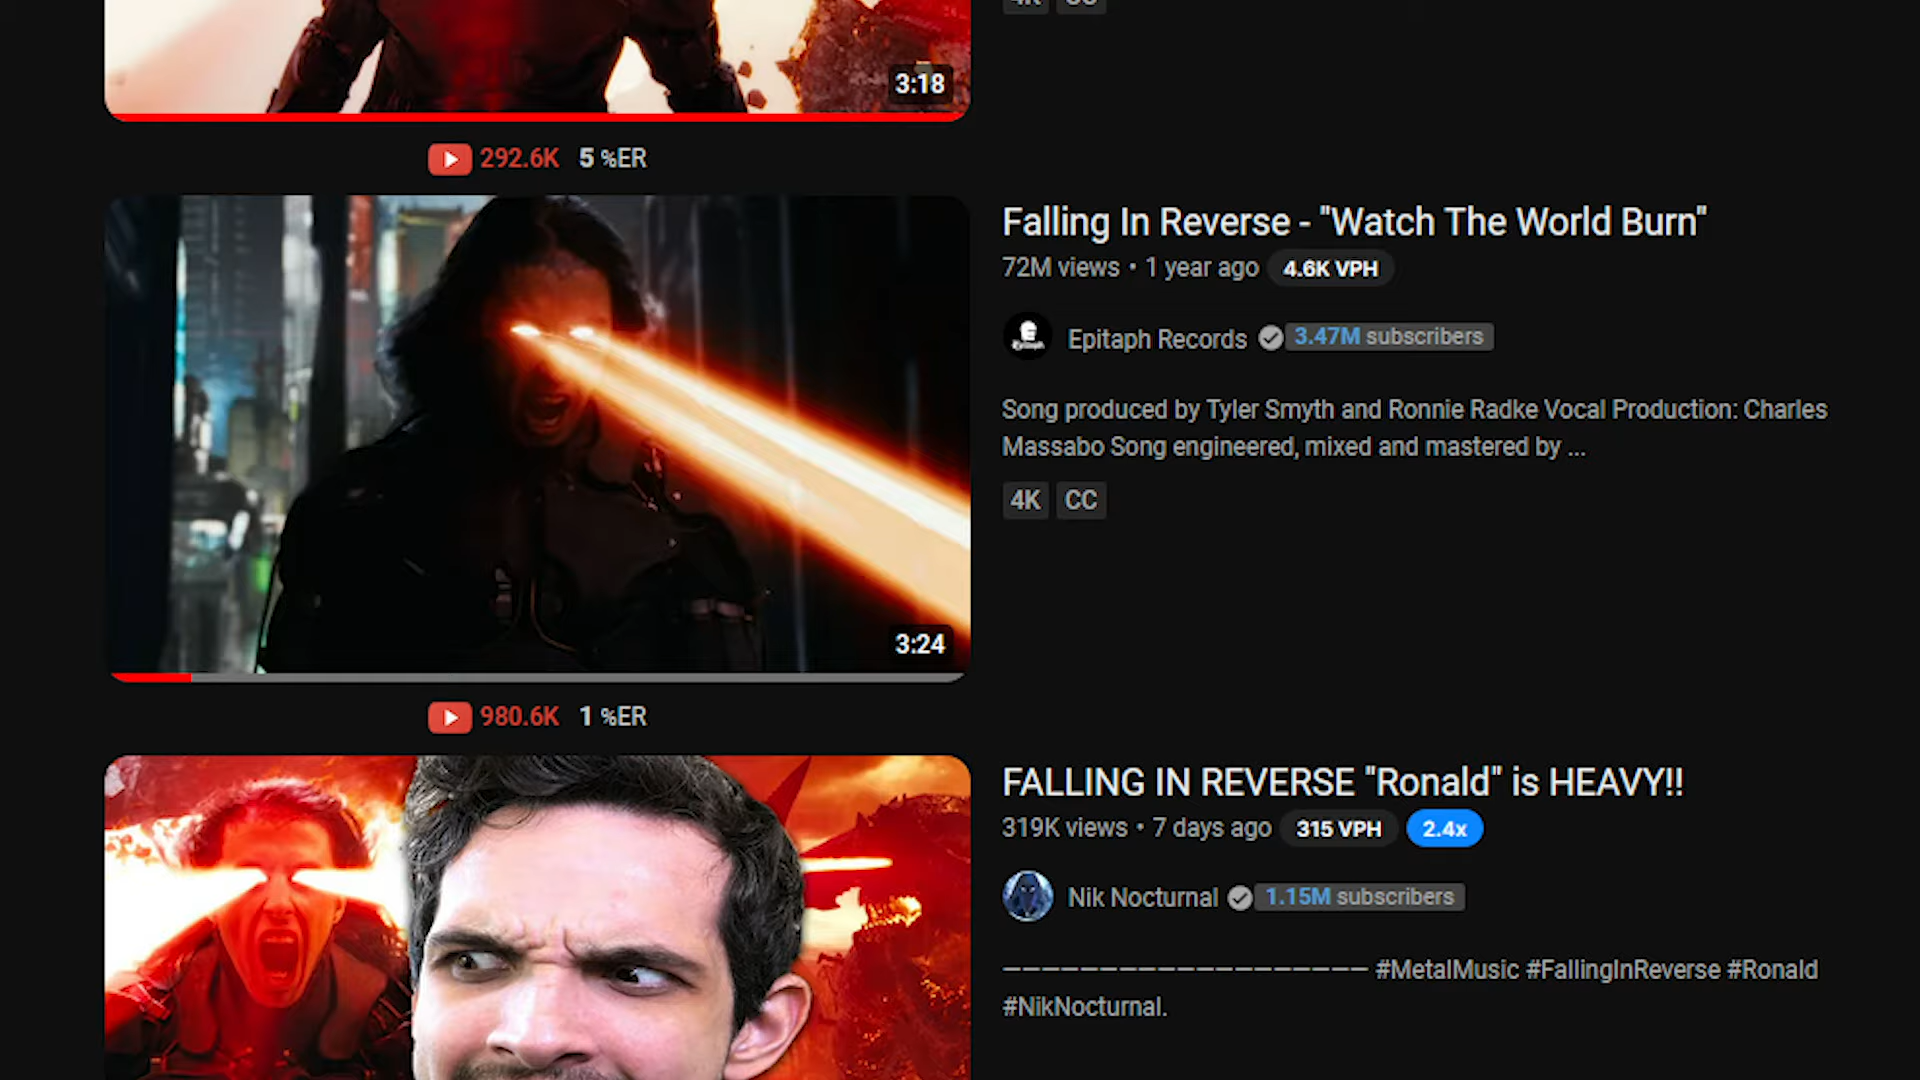 4K CC
3:18
292.6K 5 %ER
Falling In Reverse - "Watch The World Burn"
72M views • 1 year ago 4.6K VPH
Epitaph Records 3.47M subscribers
Song produced by Tyler Smyth and Ronnie Radke Vocal Production: Charles
Massabo Song engineered, mixed and mastered by ...
4K CC
3:24
980.6K 1 %ER
FALLING IN REVERSE "Ronald" is HEAVY!!
319K views • 7 days ago 315 VPH 2.4x
Nik Nocturnal 1.15M subscribers
——————————————————— #MetalMusic #FallingInReverse #Ronald
#NikNocturnal.